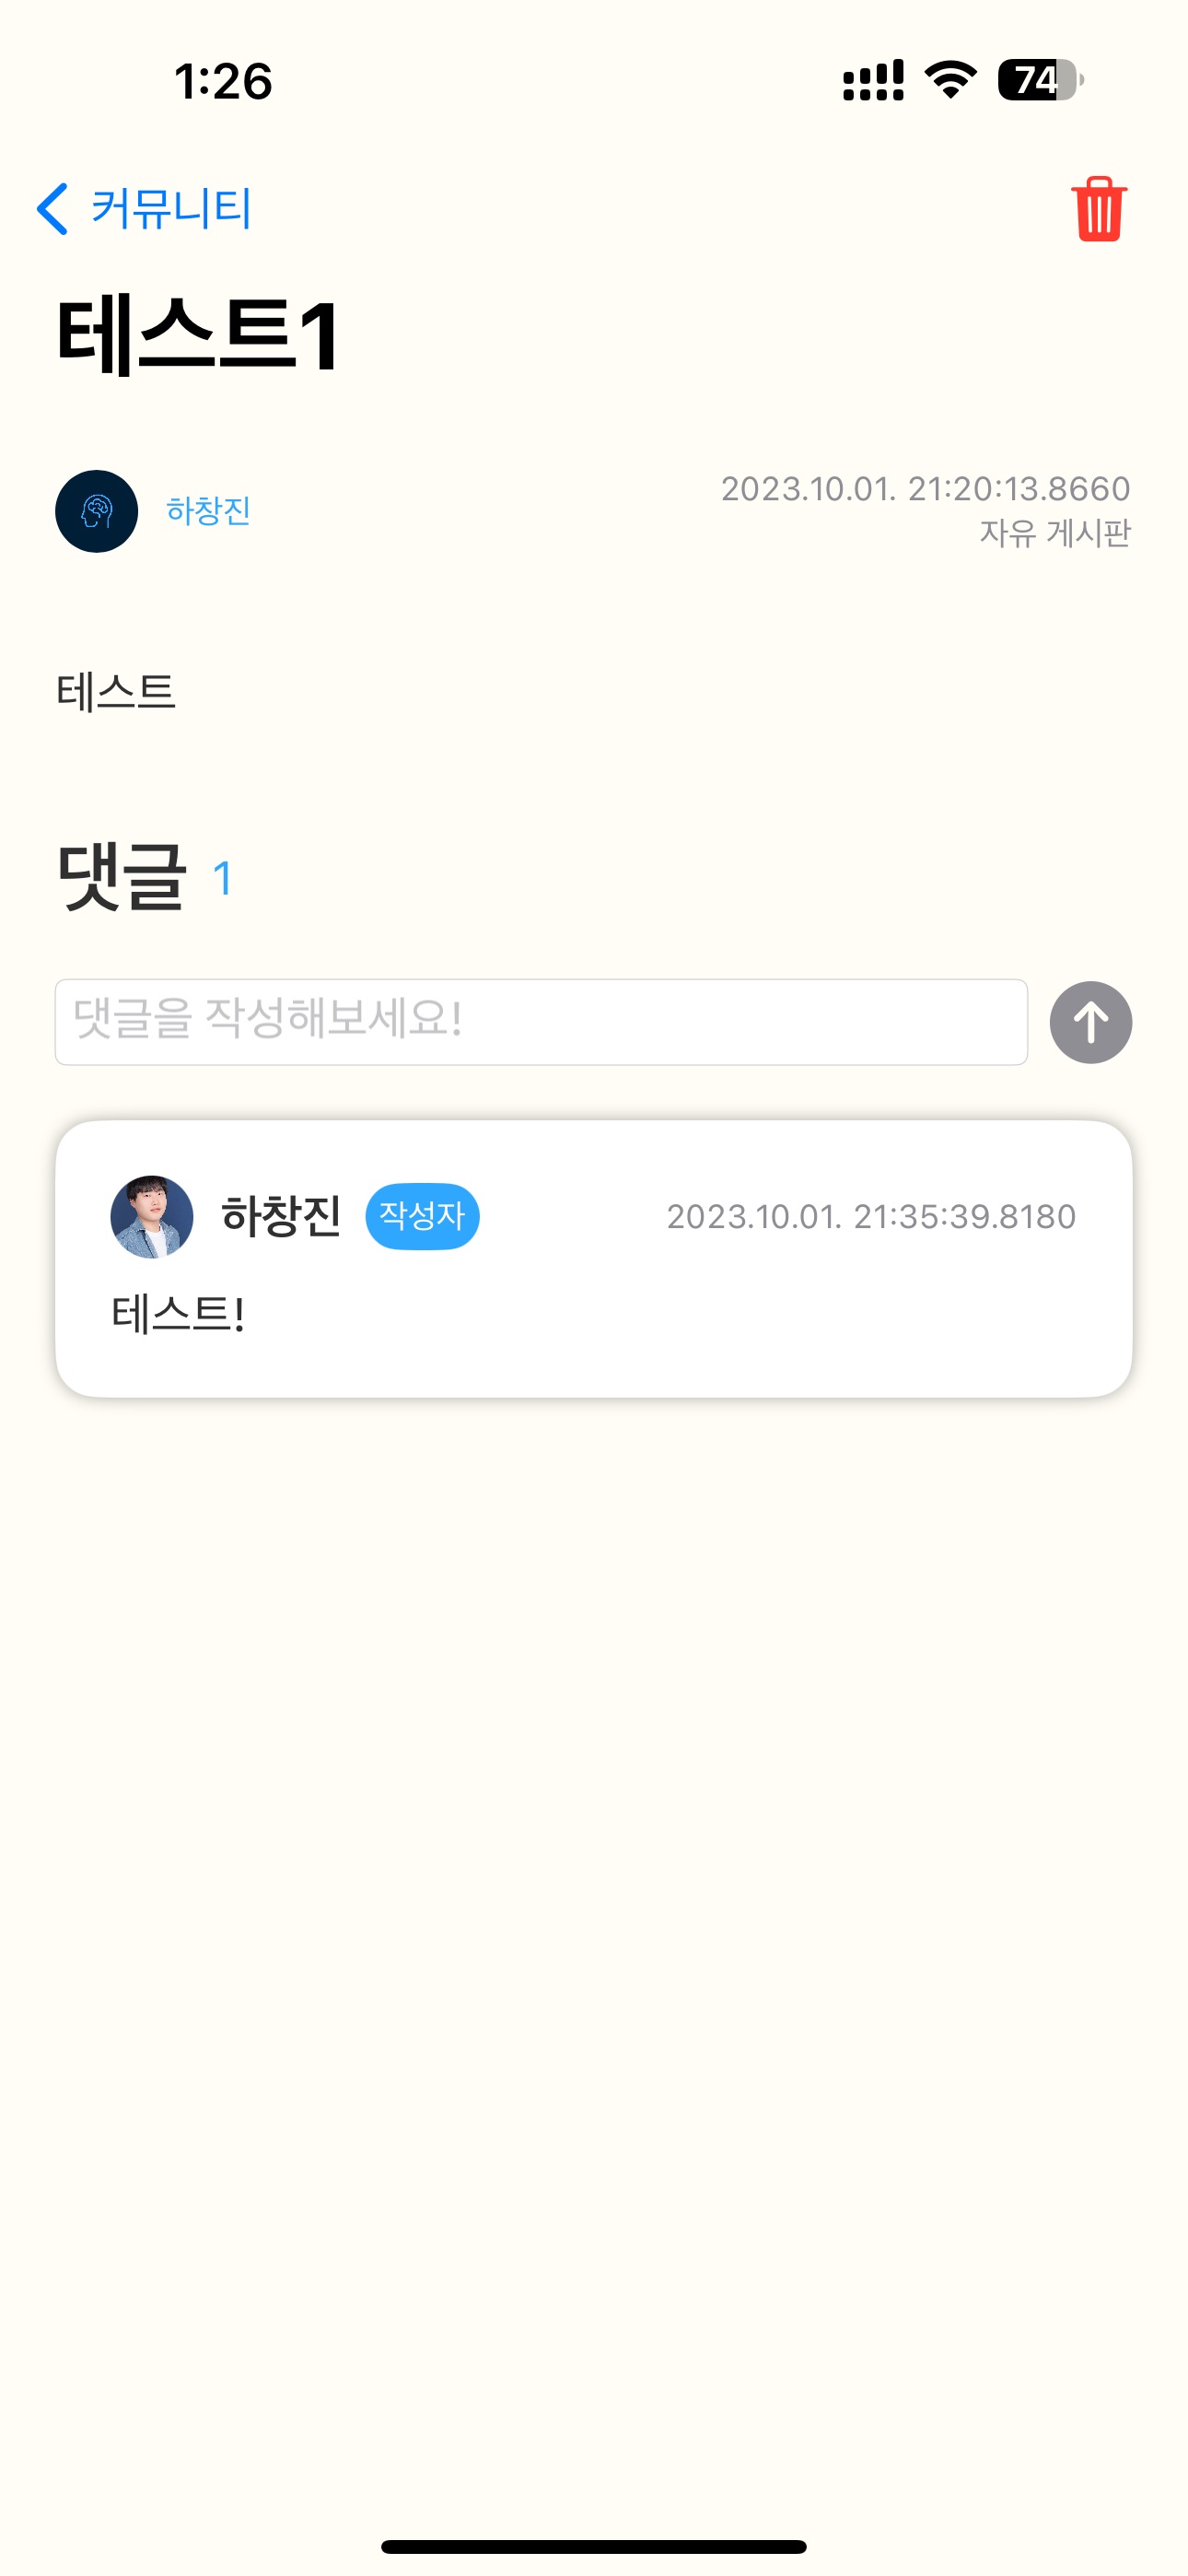 1:26
74
커뮤니티
테스트1
하창진
2023.10.01. 21:20:13.8660
자유 게시판
테스트
댓글 1
댓글을 작성해보세요!
하창진 작성자 2023.10.01. 21:35:39.8180
테스트!